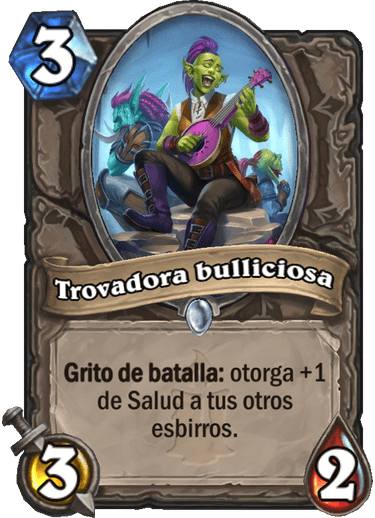 3
Trovadora bulliciosa
Grito de batalla: otorga +1
de Salud a tus otros
esbirros.
3
2